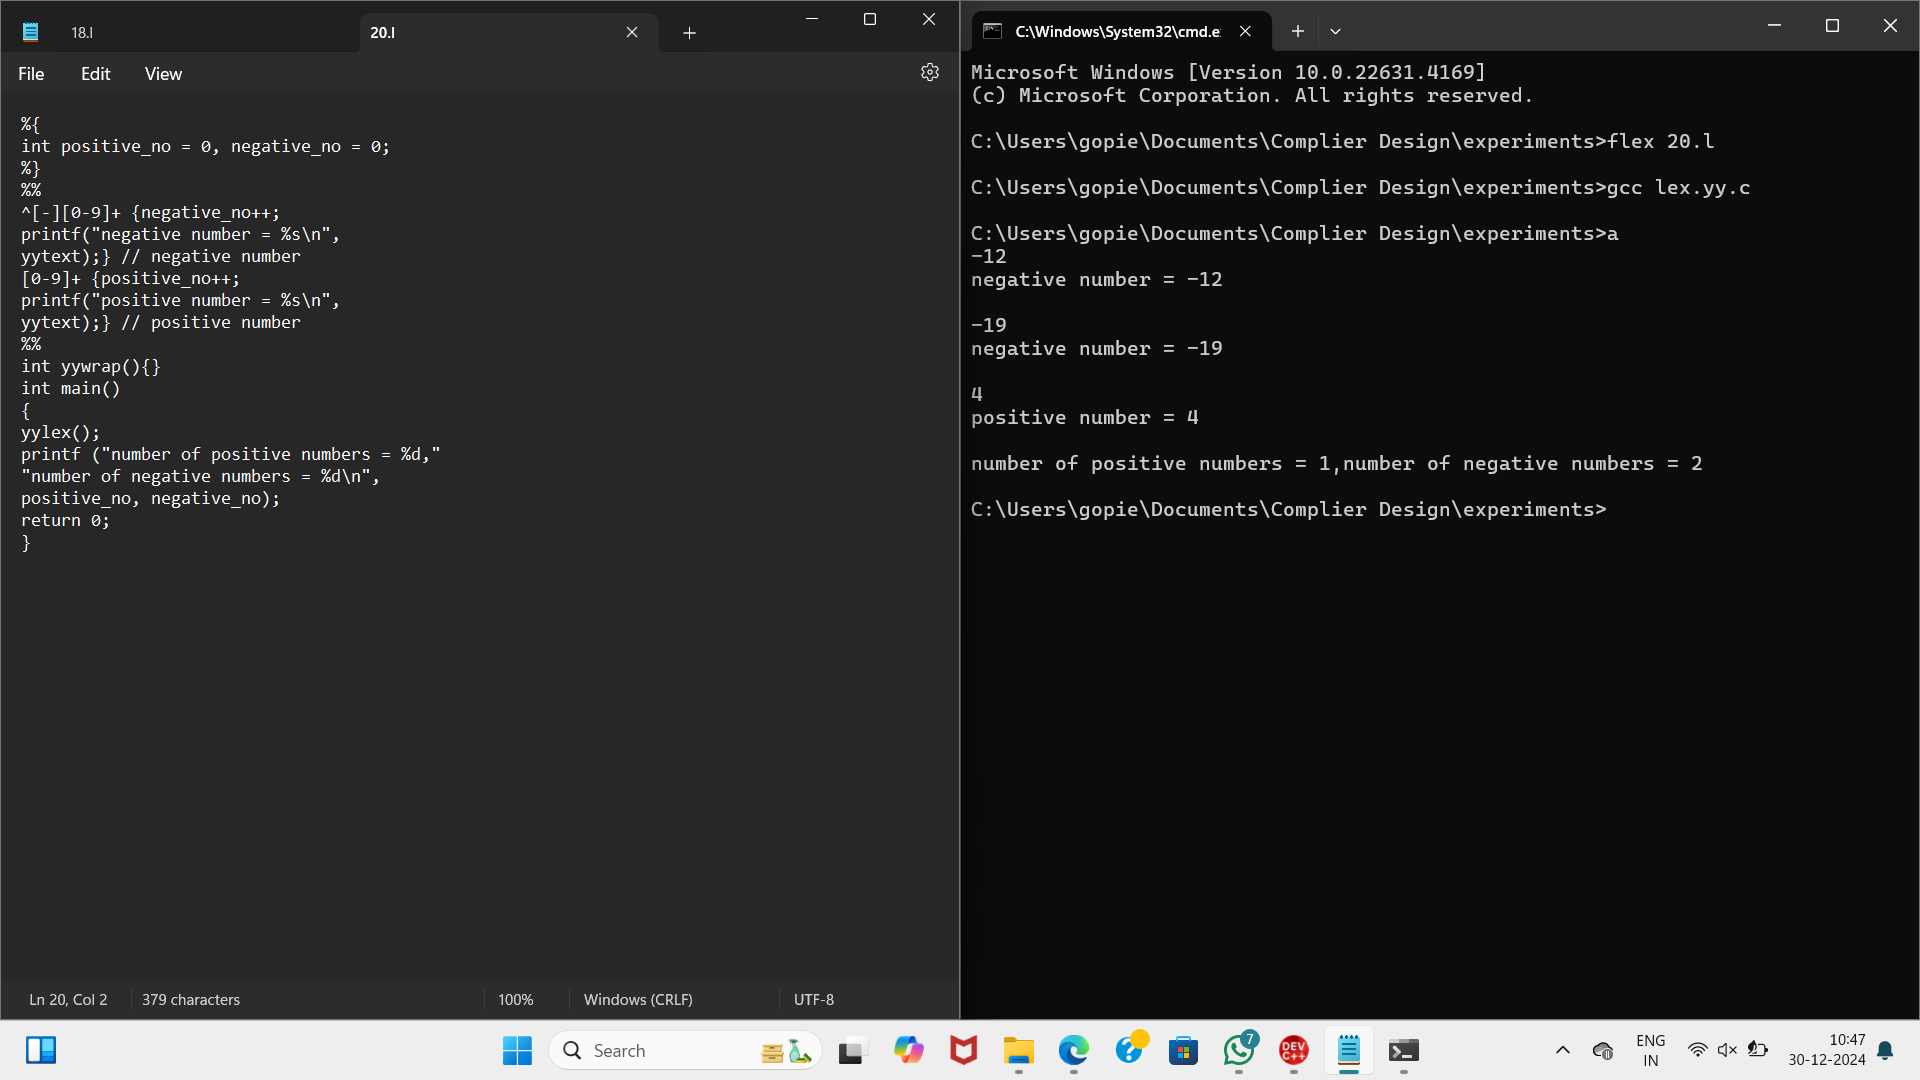 18.l
20.l
File Edit View
%{
int positive_no = 0, negative_no = 0;
%}
%%
^[-][0-9]+ {negative_no++;
printf("negative number = %s\n",
yytext);} // negative number
[0-9]+ {positive_no++;
printf("positive number = %s\n",
yytext);} // positive number
%%
int yywrap(){}
int main()
{
yylex();
printf ("number of positive numbers = %d,"
"number of negative numbers = %d\n",
positive_no, negative_no);
return 0;
}
Ln 20, Col 2 379 characters 100% Windows (CRLF) UTF-8
C:\Windows\System32\cmd.e
Microsoft Windows [Version 10.0.22631.4169]
(c) Microsoft Corporation. All rights reserved.
C:\Users\gopie\Documents\Complier Design\experiments>flex 20.l
C:\Users\gopie\Documents\Complier Design\experiments>gcc lex.yy.c
C:\Users\gopie\Documents\Complier Design\experiments>a
-12
negative number = -12
-19
negative number = -19
4
positive number = 4
number of positive numbers = 1,number of negative numbers = 2
C:\Users\gopie\Documents\Complier Design\experiments>
Search
7
DEV
C++
ENG
IN
10:47
30-12-2024